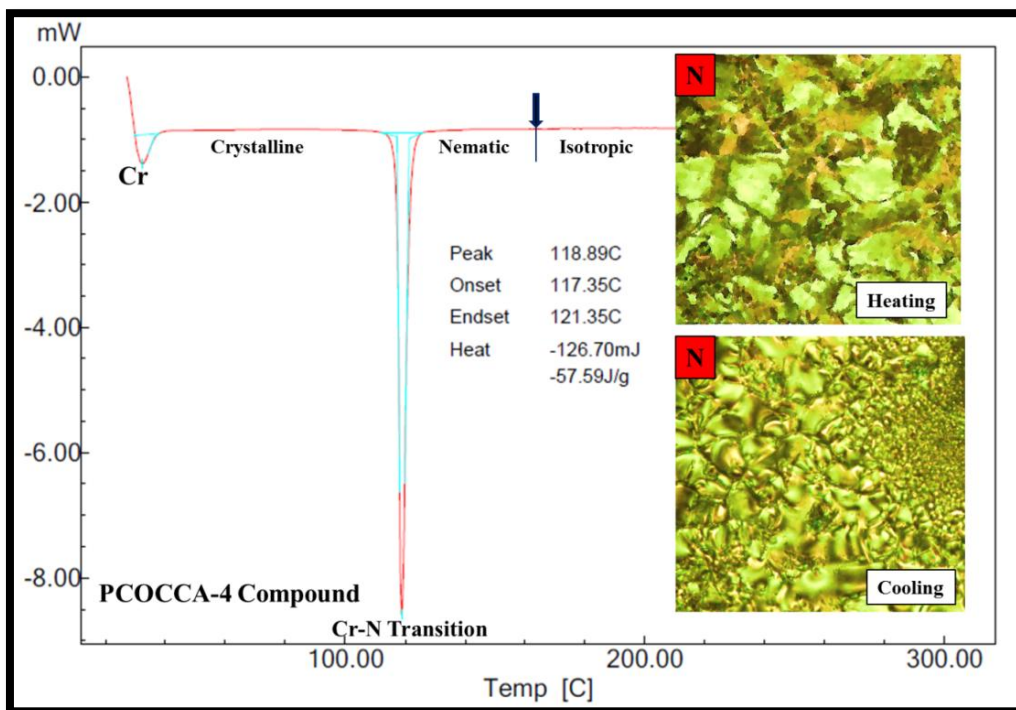 mW
0.00
-2.00
-4.00
-6.00
-8.00
Cr
Crystalline
Nematic
Isotropic
Peak 118.89C
Onset 117.35C
Endset 121.35C
Heat -126.70mJ
-57.59J/g
PCOCCA-4 Compound
Cr-N Transition
100.00 200.00 300.00
Temp [C]
N
Heating
N
Cooling